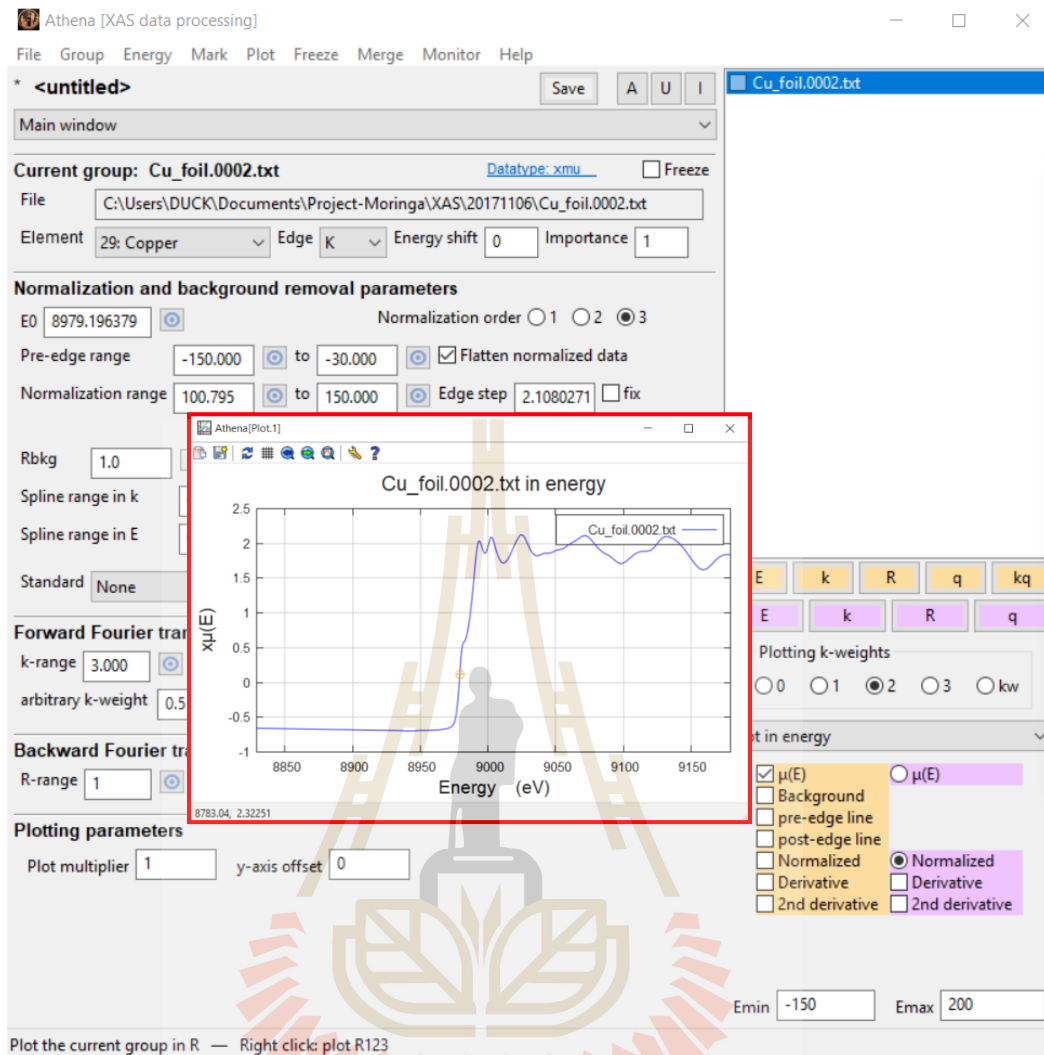 Athena [XAS data processing]
File Group Energy Mark Plot Freeze Merge Monitor Help
* <untitled> Save A U I
Main window
Current group: Cu_foil.0002.txt Datatype: xmu Freeze
File C:\Users\DUCK\Documents\Project-Moringa\XAS\20171106\Cu_foil.0002.txt
Element 29: Copper Edge K Energy shift 0 Importance 1
Normalization and background removal parameters
E0 8979.196379 Normalization order 1 2 3
Pre-edge range -150.000 to -30.000 Flatten normalized data
Normalization range 100.795 to 150.000 Edge step 2.1080271 fix
Rbkg 1.0
Spline range in k
Spline range in E
Standard None
Forward Fourier tra
k-range 3.000
arbitrary k-weight 0.5
Backward Fourier tr
R-range 1
Plotting parameters
Plot multiplier 1 y-axis offset 0
Athena[Plot.1]
Cu_foil.0002.txt in energy
Cu_foil.0002.txt
2.5
2
1.5
1
0.5
0
-0.5
-1
xμ(E)
8850 8900 8950 9000 9050 9100 9150
Energy (eV)
8783.04, 2.32251
Cu_foil.0002.txt
E k R q kq
E k R q
Plotting k-weights
0 1 2 3 kw
t in energy
μ(E) μ(E)
Background
pre-edge line
post-edge line
Normalized Normalized
Derivative Derivative
2nd derivative 2nd derivative
Emin -150 Emax 200
Plot the current group in R — Right click: plot R123